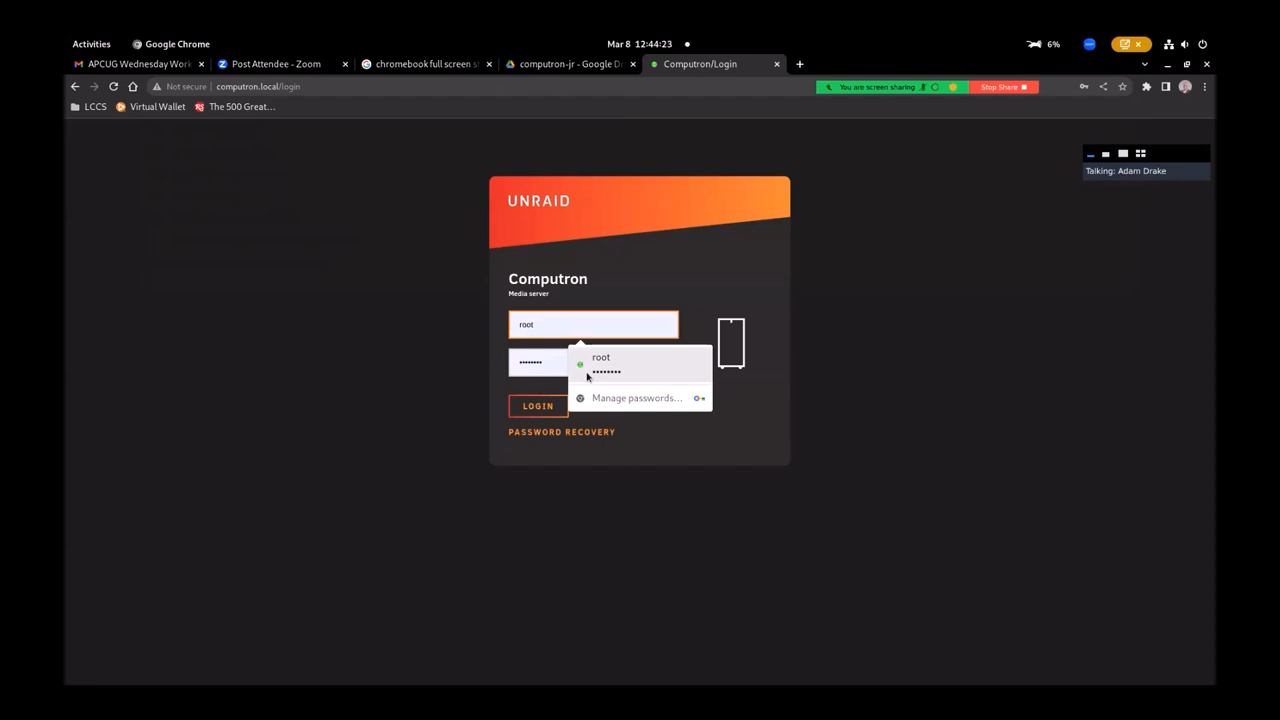 Activities Google Chrome Mar 8 12:44:23 6%
APCUG Wednesday Work Post Attendee - Zoom chromebook full screen s computron-jr - Google D Computron/Login
Not secure computron.local/login You are screen sharing Stop Share
LCCS Virtual Wallet The 500 Great...
Talking: Adam Drake
UNRAID
Computron
Media server
root
root
••••••••
••••••••
Manage passwords...
LOGIN
PASSWORD RECOVERY